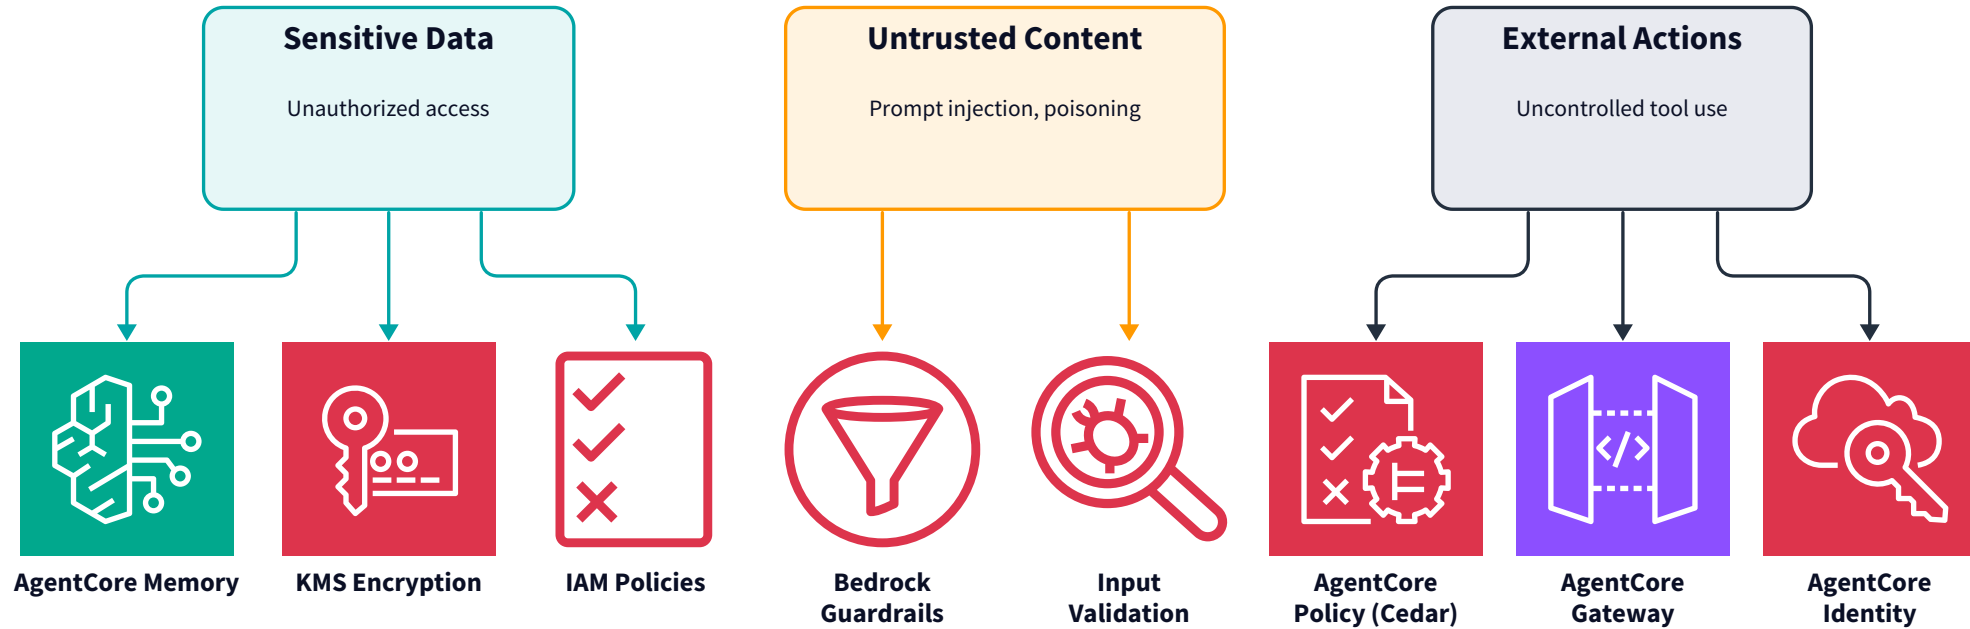 Sensitive Data
Unauthorized access
Untrusted Content
Prompt injection, poisoning
External Actions
Uncontrolled tool use
AgentCore Memory
KMS Encryption
IAM Policies
Bedrock
Guardrails
Input
Validation
AgentCore
Policy (Cedar)
AgentCore
Gateway
AgentCore
Identity